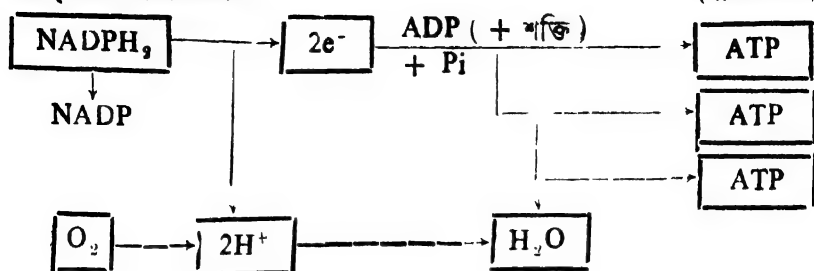 NADPH₂ 2e⁻ ADP ( + শক্তি ) ATP
+ Pi
NADP ATP
ATP
O₂ 2H⁺ H₂O